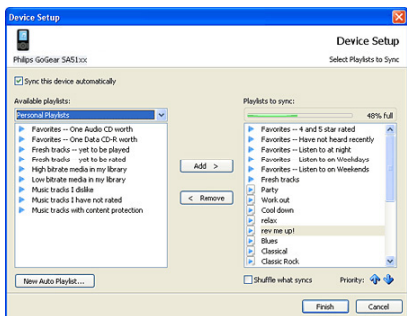 Device Setup
Device Setup
Philips GoGear SA51xx
Select Playlists to Sync
Sync this device automatically
Available playlists:
Personal Playlists
Favorites -- One Audio CD worth
Favorites -- One Data CD-R worth
Fresh tracks -- yet to be played
Fresh tracks -- yet to be rated
High bitrate media in my library
Low bitrate media in my library
Music tracks I dislike
Music tracks I have not rated
Music tracks with content protection
New Auto Playlist...
Add >
< Remove
Playlists to sync:
48% full
Favorites -- 4 and 5 star rated
Favorites -- Have not heard recently
Favorites -- Listen to at night
Favorites -- Listen to on Weekdays
Favorites -- Listen to on Weekends
Fresh tracks
Party
Work out
Cool down
relax
rev me up!
Blues
Classical
Classic Rock
Shuffle what syncs
Priority:
Finish
Cancel